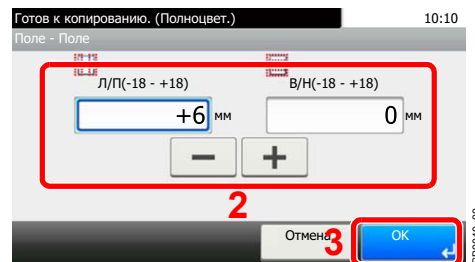 Готов к копированию. (Полноцвет.) 10:10
Поле - Поле
Л/П(-18 - +18) В/Н(-18 - +18)
+6 мм 0 мм
− +
2
Отмена 3 OK